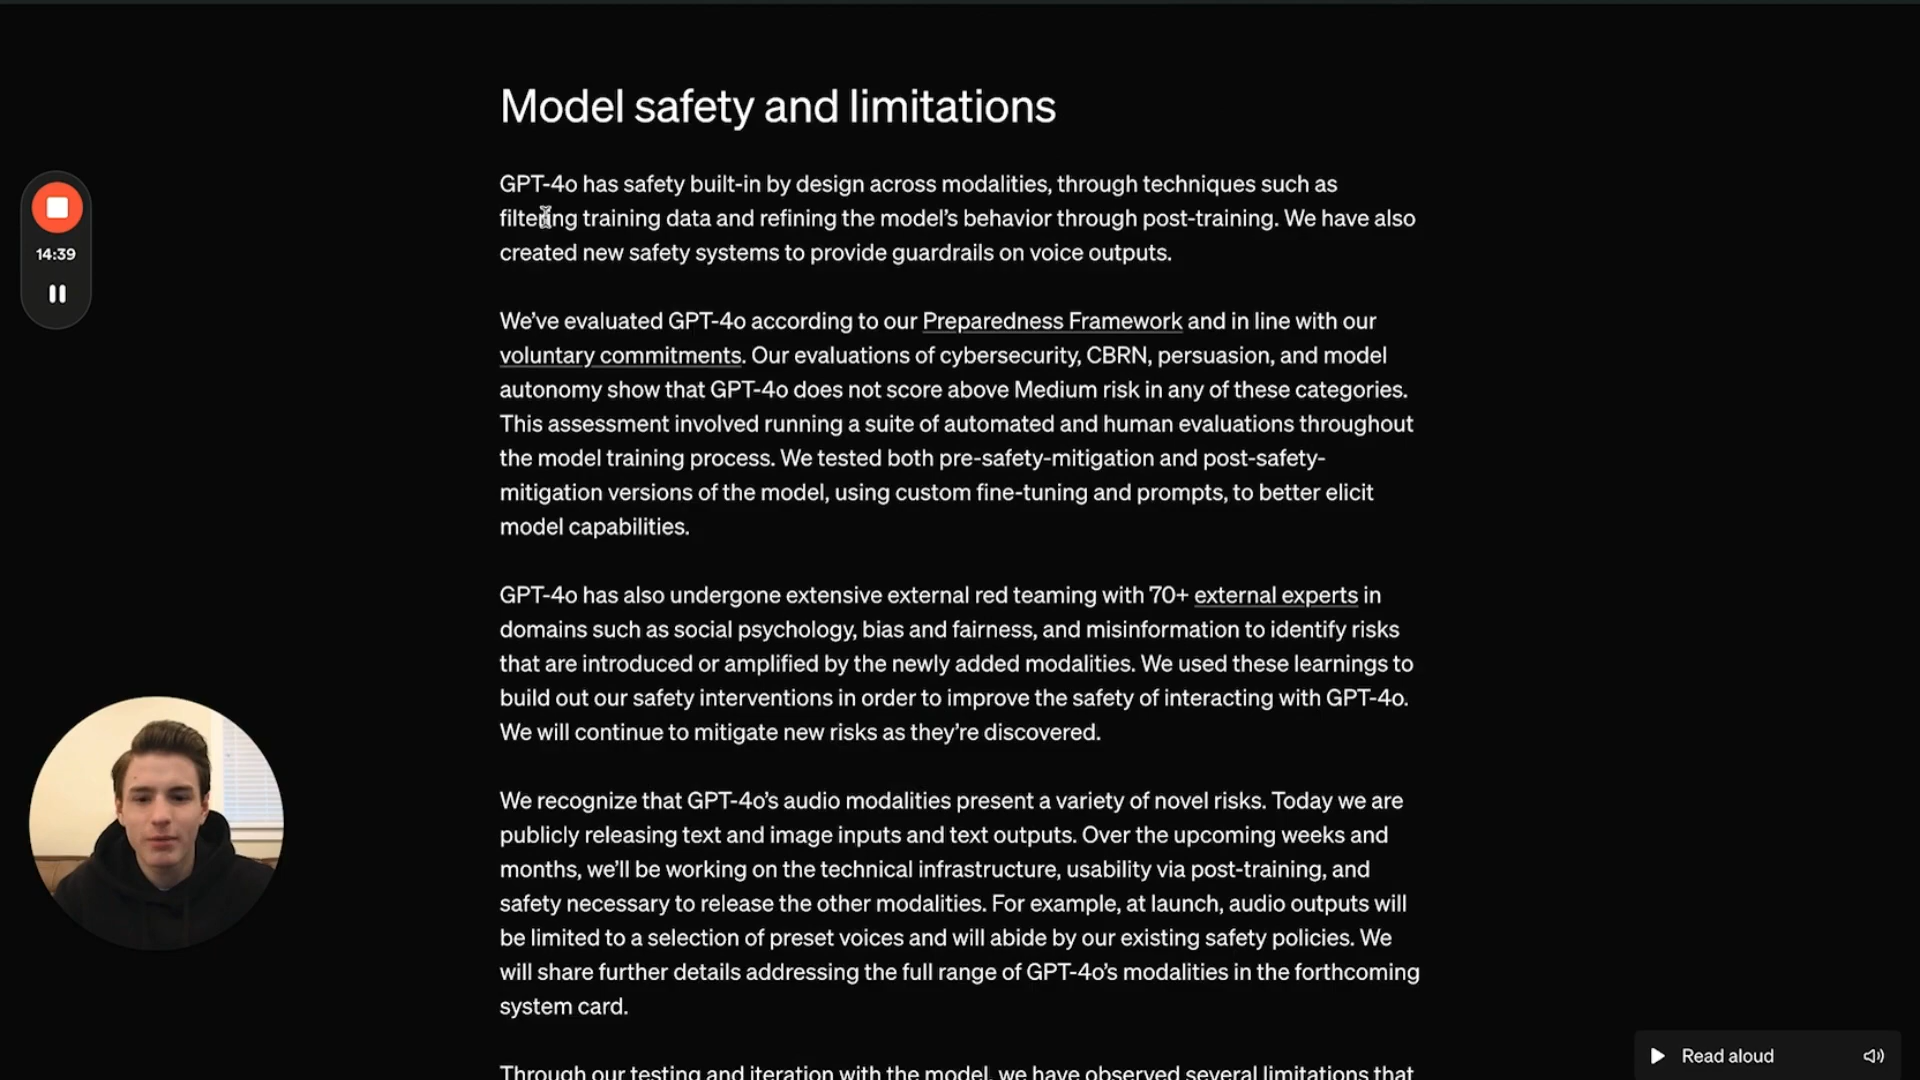 Model safety and limitations
GPT-4o has safety built-in by design across modalities, through techniques such as
filtering training data and refining the model’s behavior through post-training. We have also
created new safety systems to provide guardrails on voice outputs.
14:39
We’ve evaluated GPT-4o according to our Preparedness Framework and in line with our
voluntary commitments. Our evaluations of cybersecurity, CBRN, persuasion, and model
autonomy show that GPT-4o does not score above Medium risk in any of these categories.
This assessment involved running a suite of automated and human evaluations throughout
the model training process. We tested both pre-safety-mitigation and post-safety-
mitigation versions of the model, using custom fine-tuning and prompts, to better elicit
model capabilities.
GPT-4o has also undergone extensive external red teaming with 70+ external experts in
domains such as social psychology, bias and fairness, and misinformation to identify risks
that are introduced or amplified by the newly added modalities. We used these learnings to
build out our safety interventions in order to improve the safety of interacting with GPT-4o.
We will continue to mitigate new risks as they’re discovered.
We recognize that GPT-4o’s audio modalities present a variety of novel risks. Today we are
publicly releasing text and image inputs and text outputs. Over the upcoming weeks and
months, we’ll be working on the technical infrastructure, usability via post-training, and
safety necessary to release the other modalities. For example, at launch, audio outputs will
be limited to a selection of preset voices and will abide by our existing safety policies. We
will share further details addressing the full range of GPT-4o’s modalities in the forthcoming
system card.
Through our testing and iteration with the model, we have observed several limitations that
Read aloud